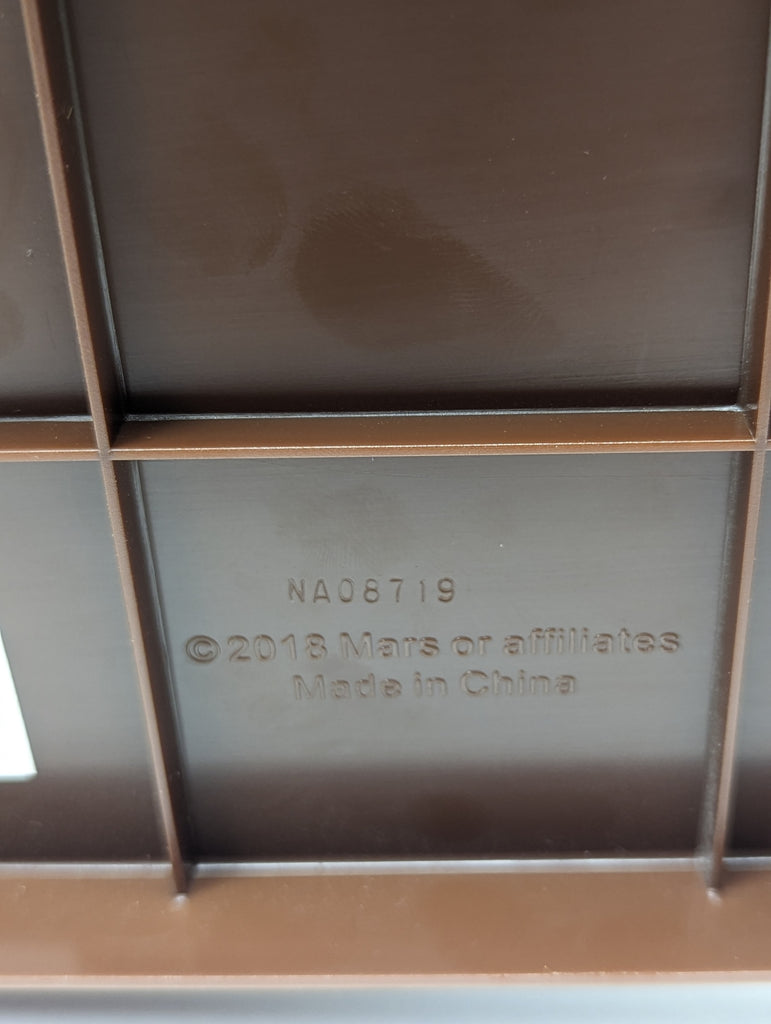 NA08719
©2018 Mars or affiliates
Made in China